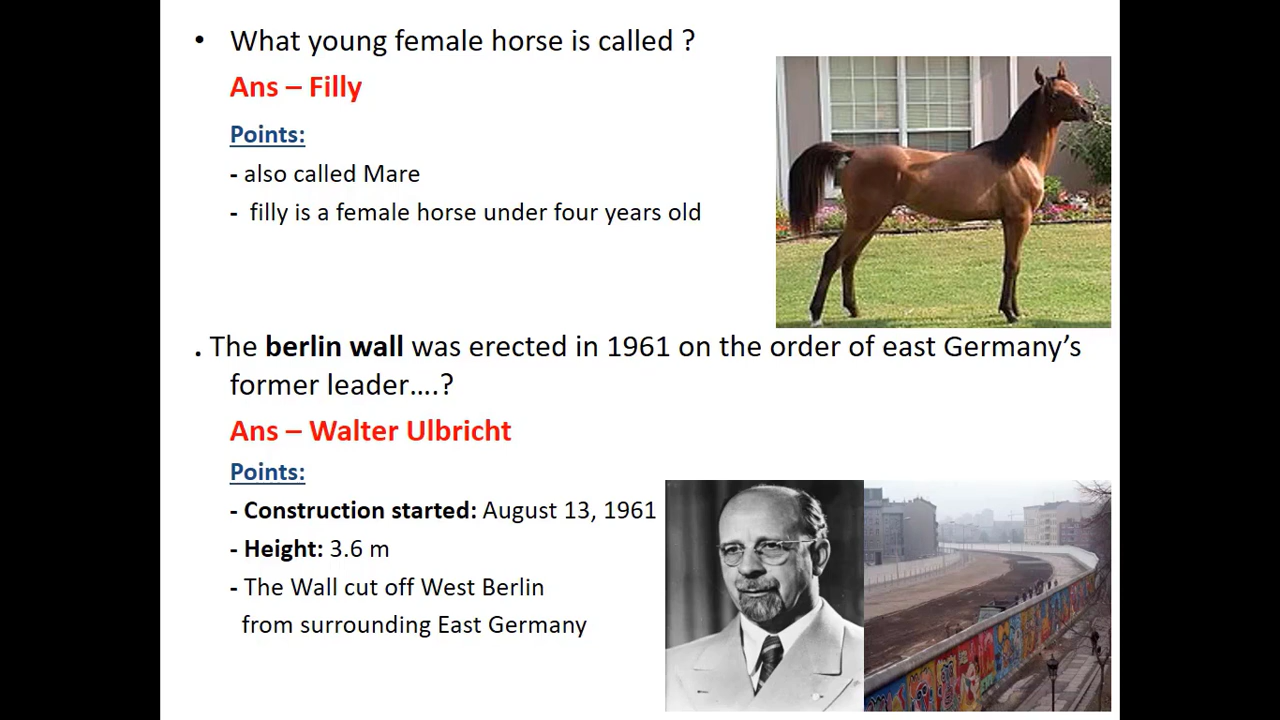 • What young female horse is called ?
Ans – Filly
Points:
- also called Mare
- filly is a female horse under four years old
. The berlin wall was erected in 1961 on the order of east Germany’s
former leader….?
Ans – Walter Ulbricht
Points:
- Construction started: August 13, 1961
- Height: 3.6 m
- The Wall cut off West Berlin
from surrounding East Germany